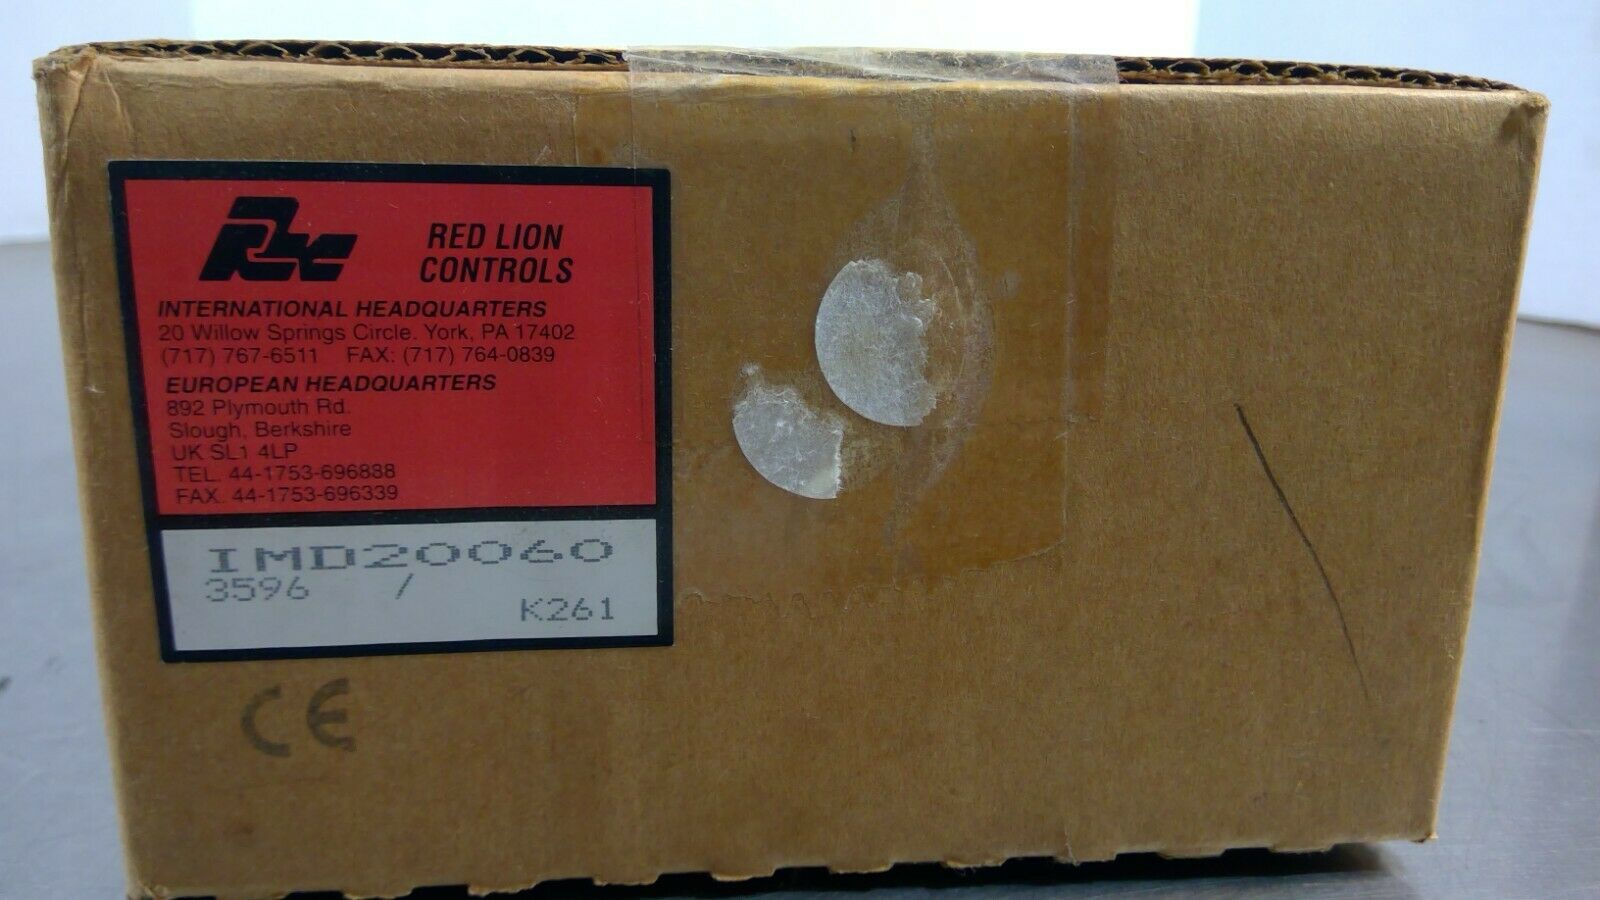 RLC
RED LION
CONTROLS
INTERNATIONAL HEADQUARTERS
20 Willow Springs Circle. York, PA 17402
(717) 767-6511 FAX: (717) 764-0839
EUROPEAN HEADQUARTERS
892 Plymouth Rd.
Slough, Berkshire
UK SL1 4LP
TEL. 44-1753-696888
FAX. 44-1753-696339
IMD20060
3596 /
K261
CE